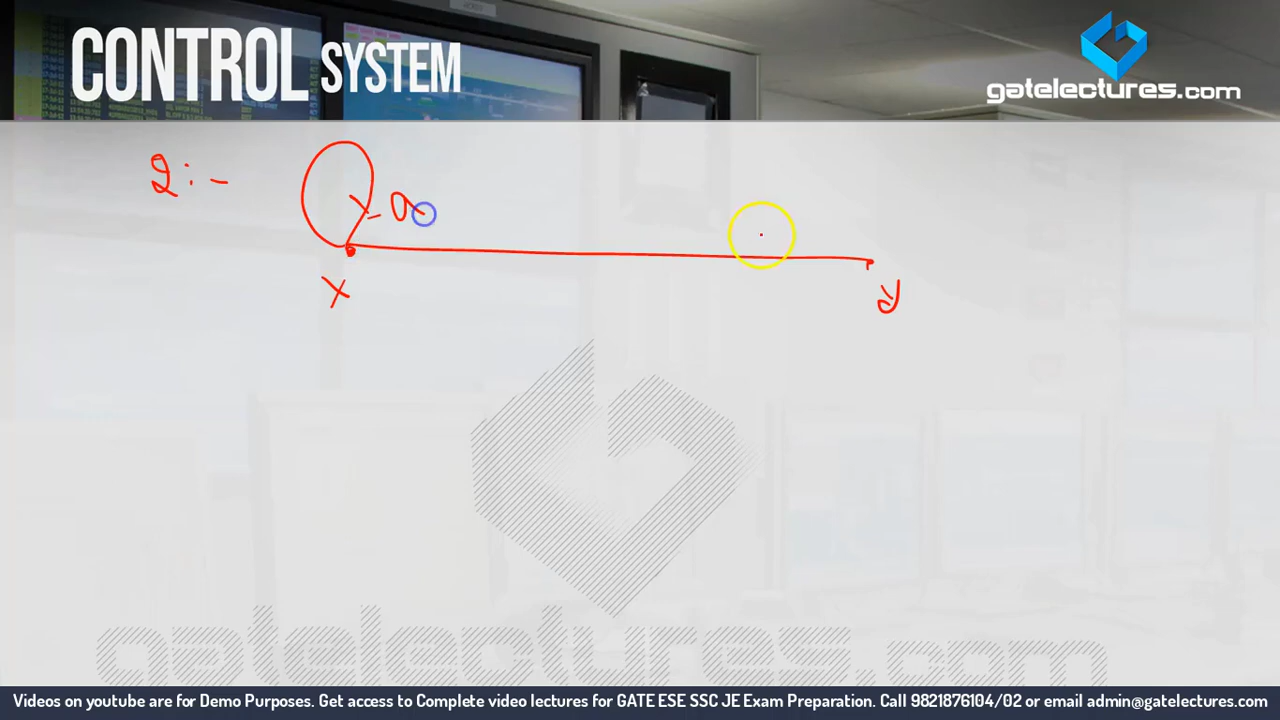 CONTROL SYSTEM
gatelectures.com
2:-
a
X
y
gatelectures.com
Videos on youtube are for Demo Purposes. Get access to Complete video lectures for GATE ESE SSC JE Exam Preparation. Call 9821876104/02 or email admin@gatelectures.com